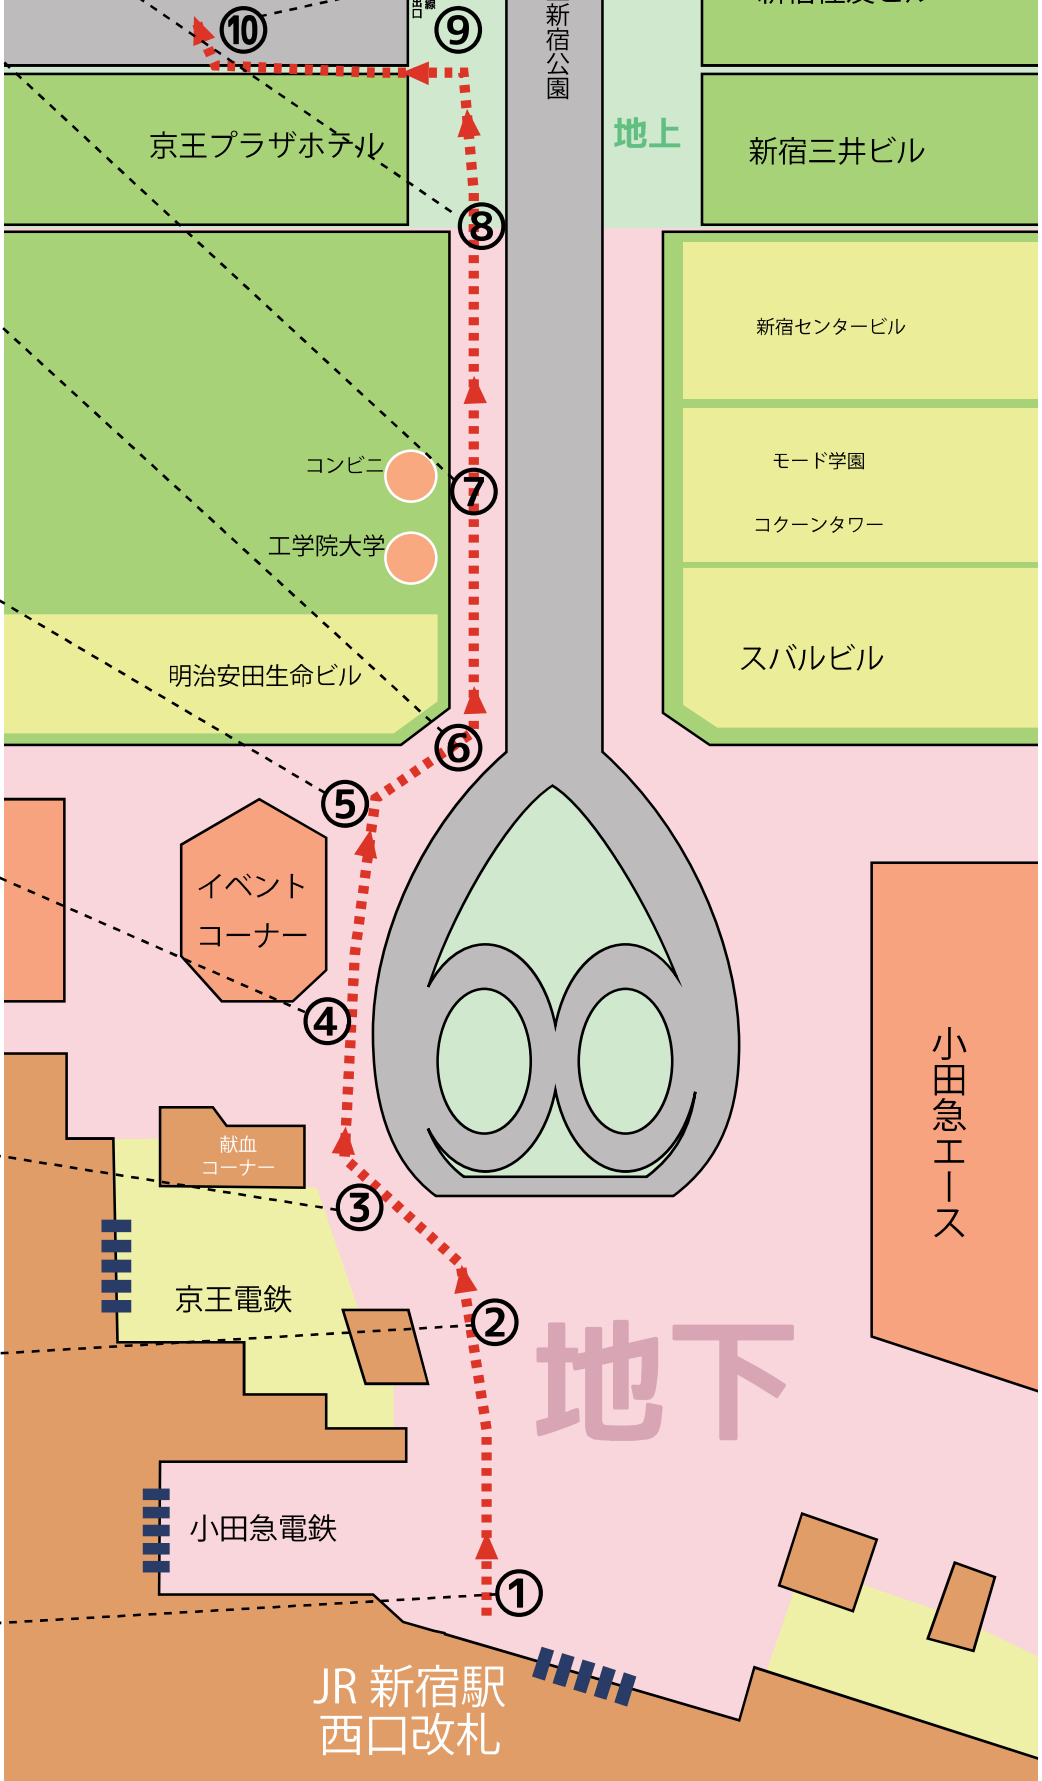 ⑩
⑨
新宿公園
京王プラザホテル
地上
新宿三井ビル
⑧
新宿センタービル
コンビニ
⑦
モード学園
コクーンタワー
工学院大学
スバルビル
明治安田生命ビル
⑥
⑤
イベント
コーナー
④
小田急エース
献血
コーナー
③
京王電鉄
②
地下
小田急電鉄
①
JR 新宿駅
西口改札